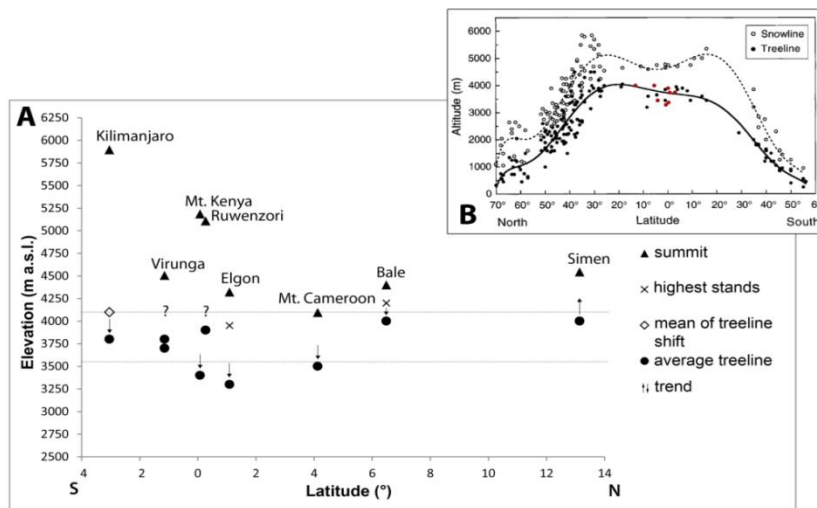 A
6250
6000
5750
5500
5250
5000
4750
4500
4250
4000
3750
3500
3250
3000
2750
2500
Elevation (m a.s.l.)
Kilimanjaro
Mt. Kenya
Ruwenzori
Virunga
Elgon
Mt. Cameroon
Bale
Simen
? ?
4 2 0 2 4 6 8 10 12 14
S Latitude (°) N
6000
5000
4000
3000
2000
1000
0
Altitude (m)
Snowline
Treeline
70° 60° 50° 40° 30° 20° 10° 0° 10° 20° 30° 40° 50°
B North Latitude South
summit
highest stands
mean of treeline
shift
average treeline
trend